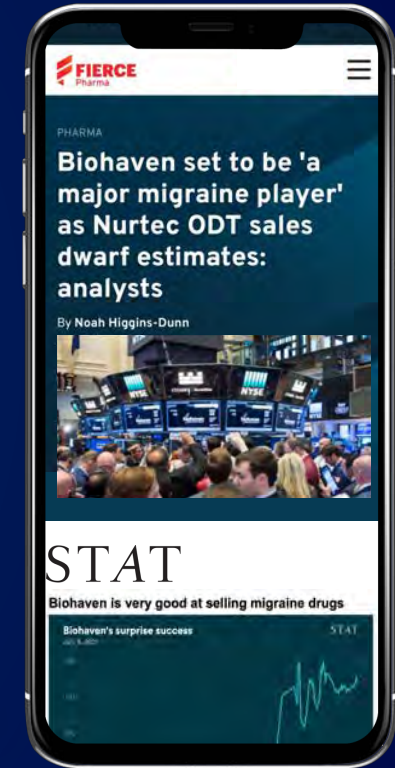 FIERCE
Pharma
PHARMA
Biohaven set to be 'a
major migraine player'
as Nurtec ODT sales
dwarf estimates:
analysts
By Noah Higgins-Dunn
NYSE
NYSE
STAT
Biohaven is very good at selling migraine drugs
Biohaven's surprise success
STAT